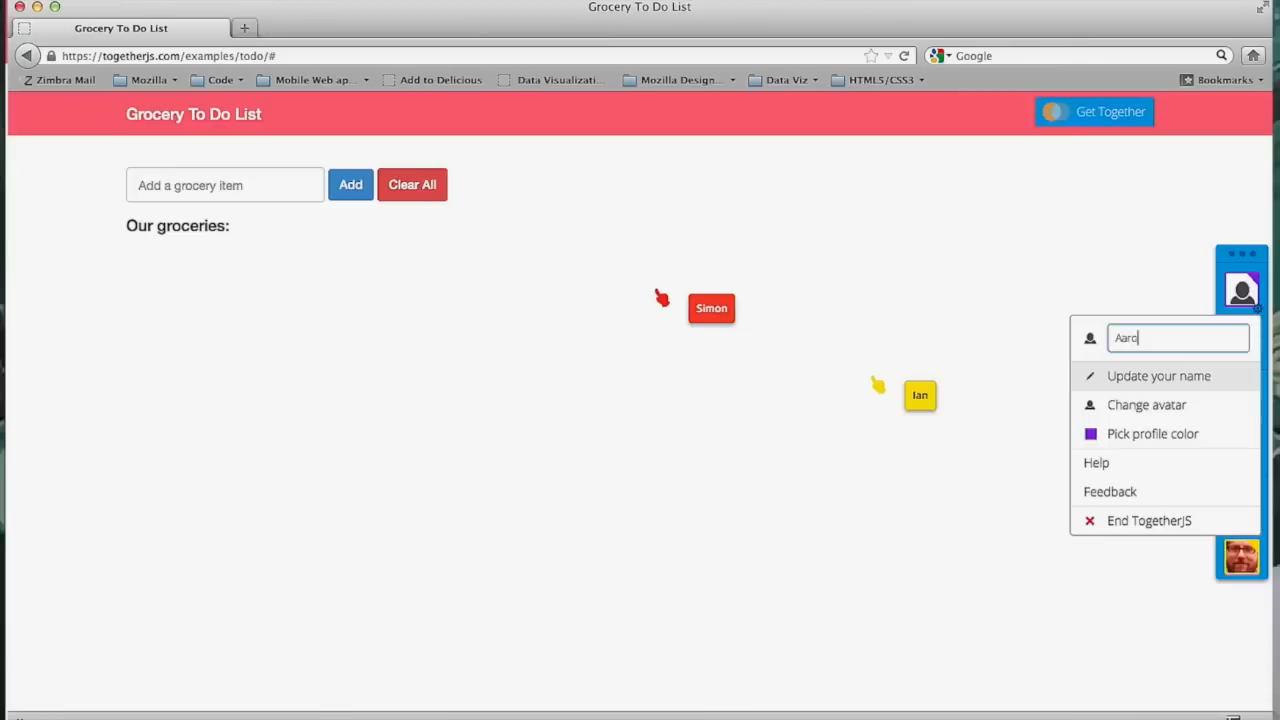 Grocery To Do List
Grocery To Do List
https://togetherjs.com/examples/todo/#
Google
Zimbra Mail
Mozilla
Code
Mobile Web ap...
Add to Delicious
Data Visualizati...
Mozilla Design...
Data Viz
HTML5/CSS3
Bookmarks
Grocery To Do List
Get Together
Add a grocery item
Add
Clear All
Our groceries:
Simon
Ian
Aaro
Update your name
Change avatar
Pick profile color
Help
Feedback
End TogetherJS